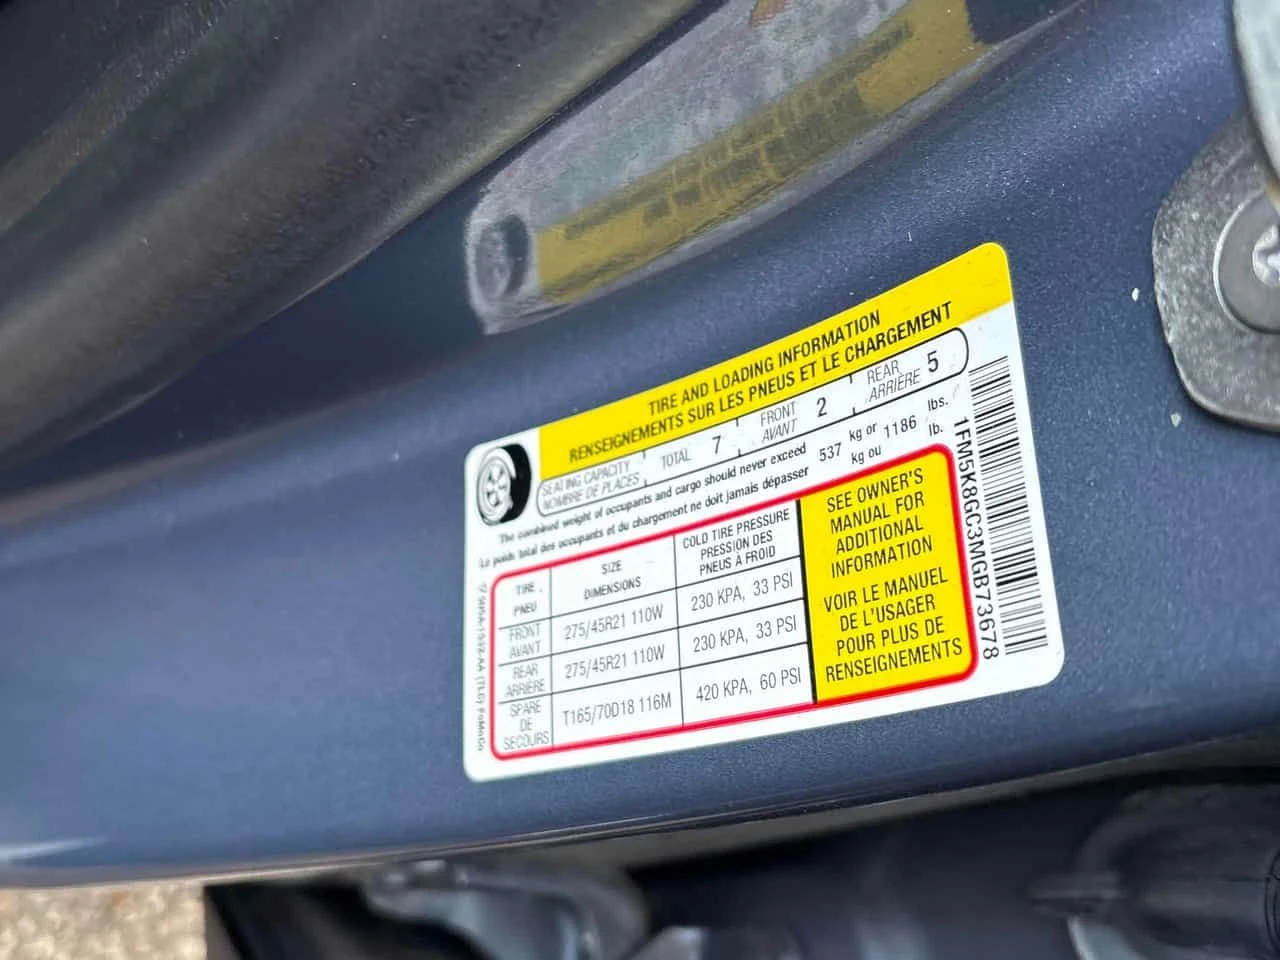 TIRE AND LOADING INFORMATION
RENSEIGNEMENTS SUR LES PNEUS ET LE CHARGEMENT
SEATING CAPACITY
NOMBRE DE PLACES
TOTAL 7
FRONT
AVANT
2
REAR
ARRIÈRE
5
The combined weight of occupants and cargo should never exceed
Le poids total des occupants et du chargement ne doit jamais dépasser
537
kg or
kg ou
1186
lbs.
lb.
TIRE
PNEU
SIZE
DIMENSIONS
COLD TIRE PRESSURE
PRESSION DES
PNEUS À FROID
FRONT
AVANT
275/45R21 110W
230 KPA, 33 PSI
REAR
ARRIÈRE
275/45R21 110W
230 KPA, 33 PSI
SPARE
DE
SECOURS
T165/70D18 116M
420 KPA, 60 PSI
SEE OWNER'S
MANUAL FOR
ADDITIONAL
INFORMATION
VOIR LE MANUEL
DE L'USAGER
POUR PLUS DE
RENSEIGNEMENTS
1FM5K8GC3MGB73678
(TLD) FoMoCo